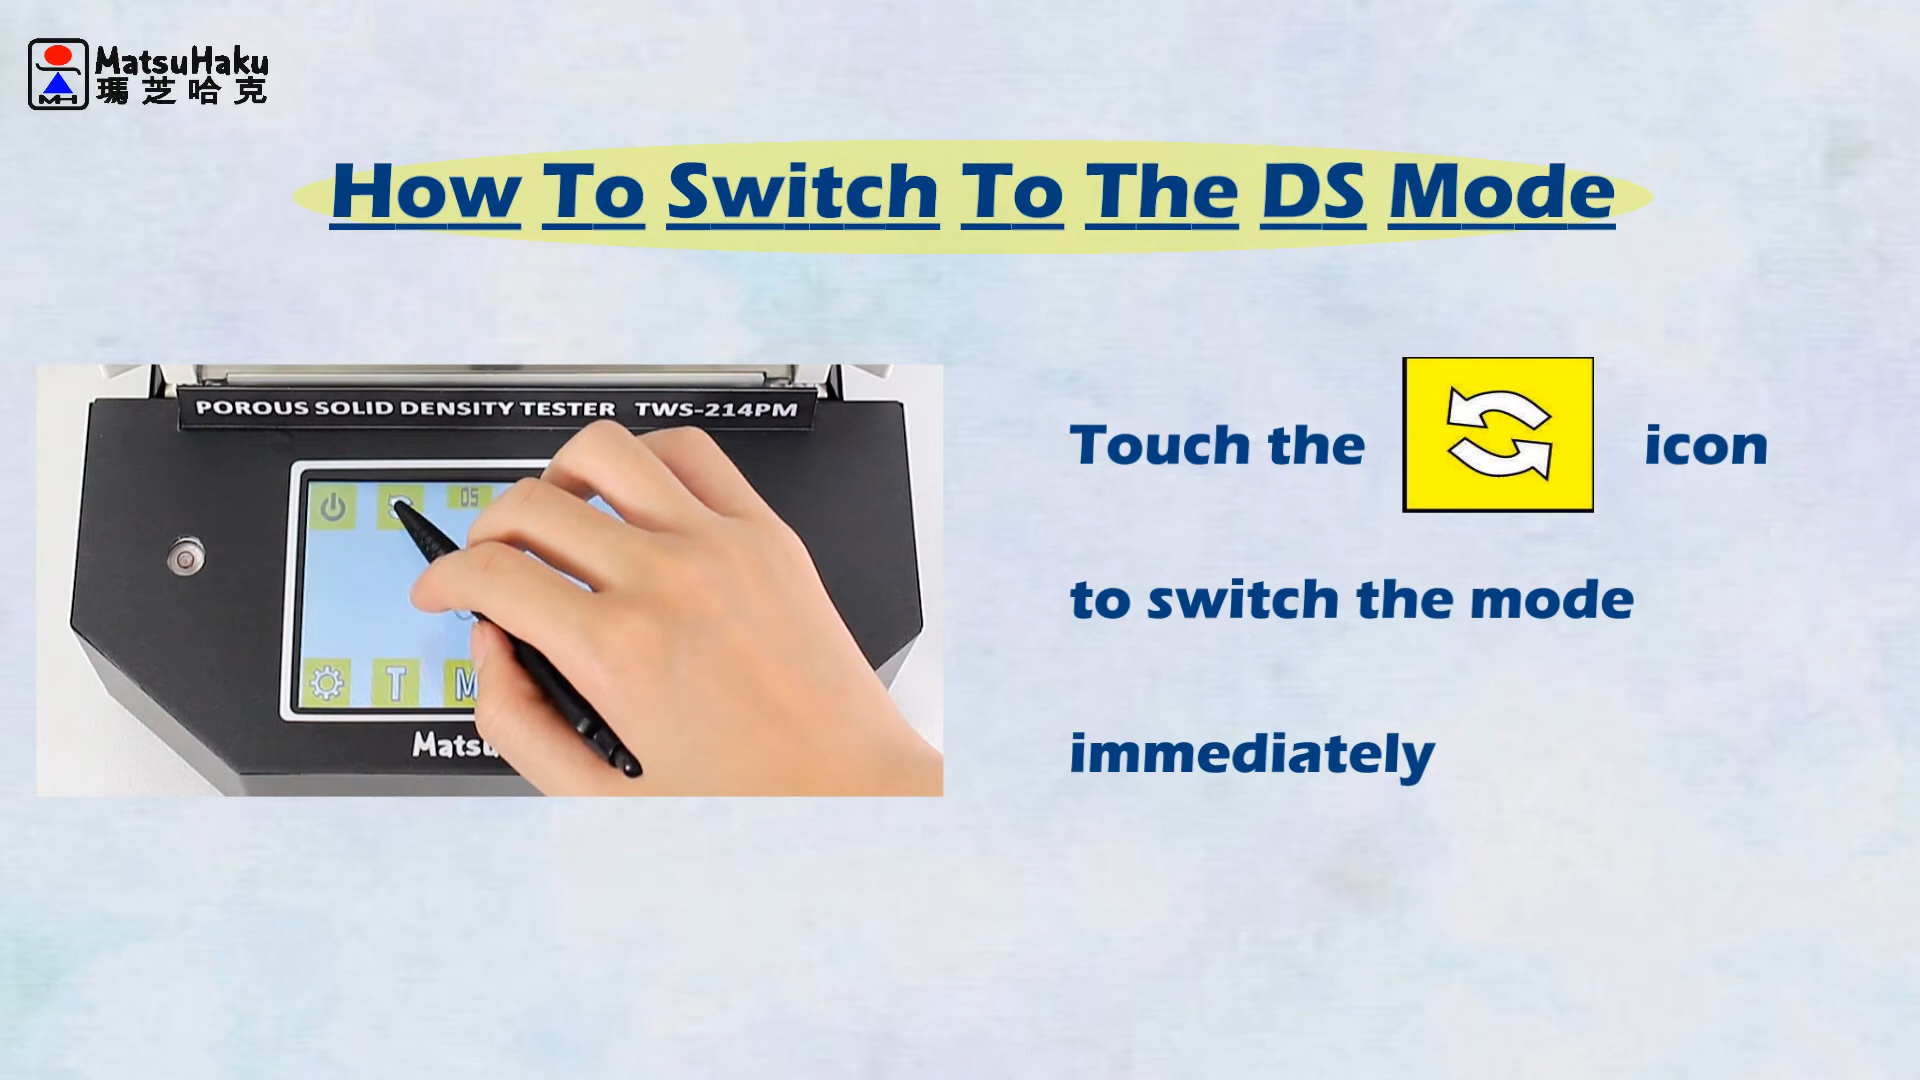 MatsuHaku
瑪芝哈克
How To Switch To The DS Mode
POROUS SOLID DENSITY TESTER TWS-214PM
DS
T M
Touch the icon
to switch the mode
immediately